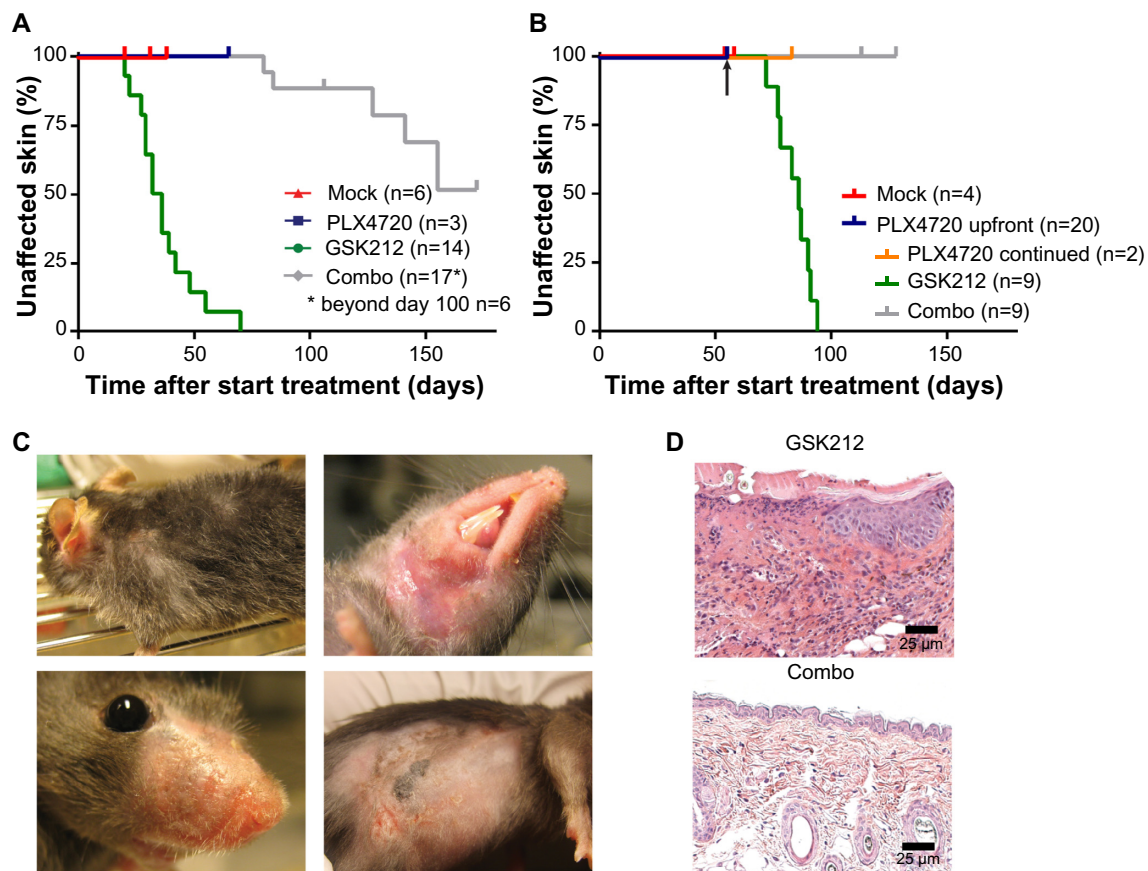 A
Unaffected skin (%)
100
75
50
25
0
0 50 100 150
Time after start treatment (days)
Mock (n=6)
PLX4720 (n=3)
GSK212 (n=14)
Combo (n=17*)
* beyond day 100 n=6
B
Unaffected skin (%)
100
75
50
25
0
0 50 100 150
Time after start treatment (days)
Mock (n=4)
PLX4720 upfront (n=20)
PLX4720 continued (n=2)
GSK212 (n=9)
Combo (n=9)
C
D
GSK212
25 µm
Combo
25 µm